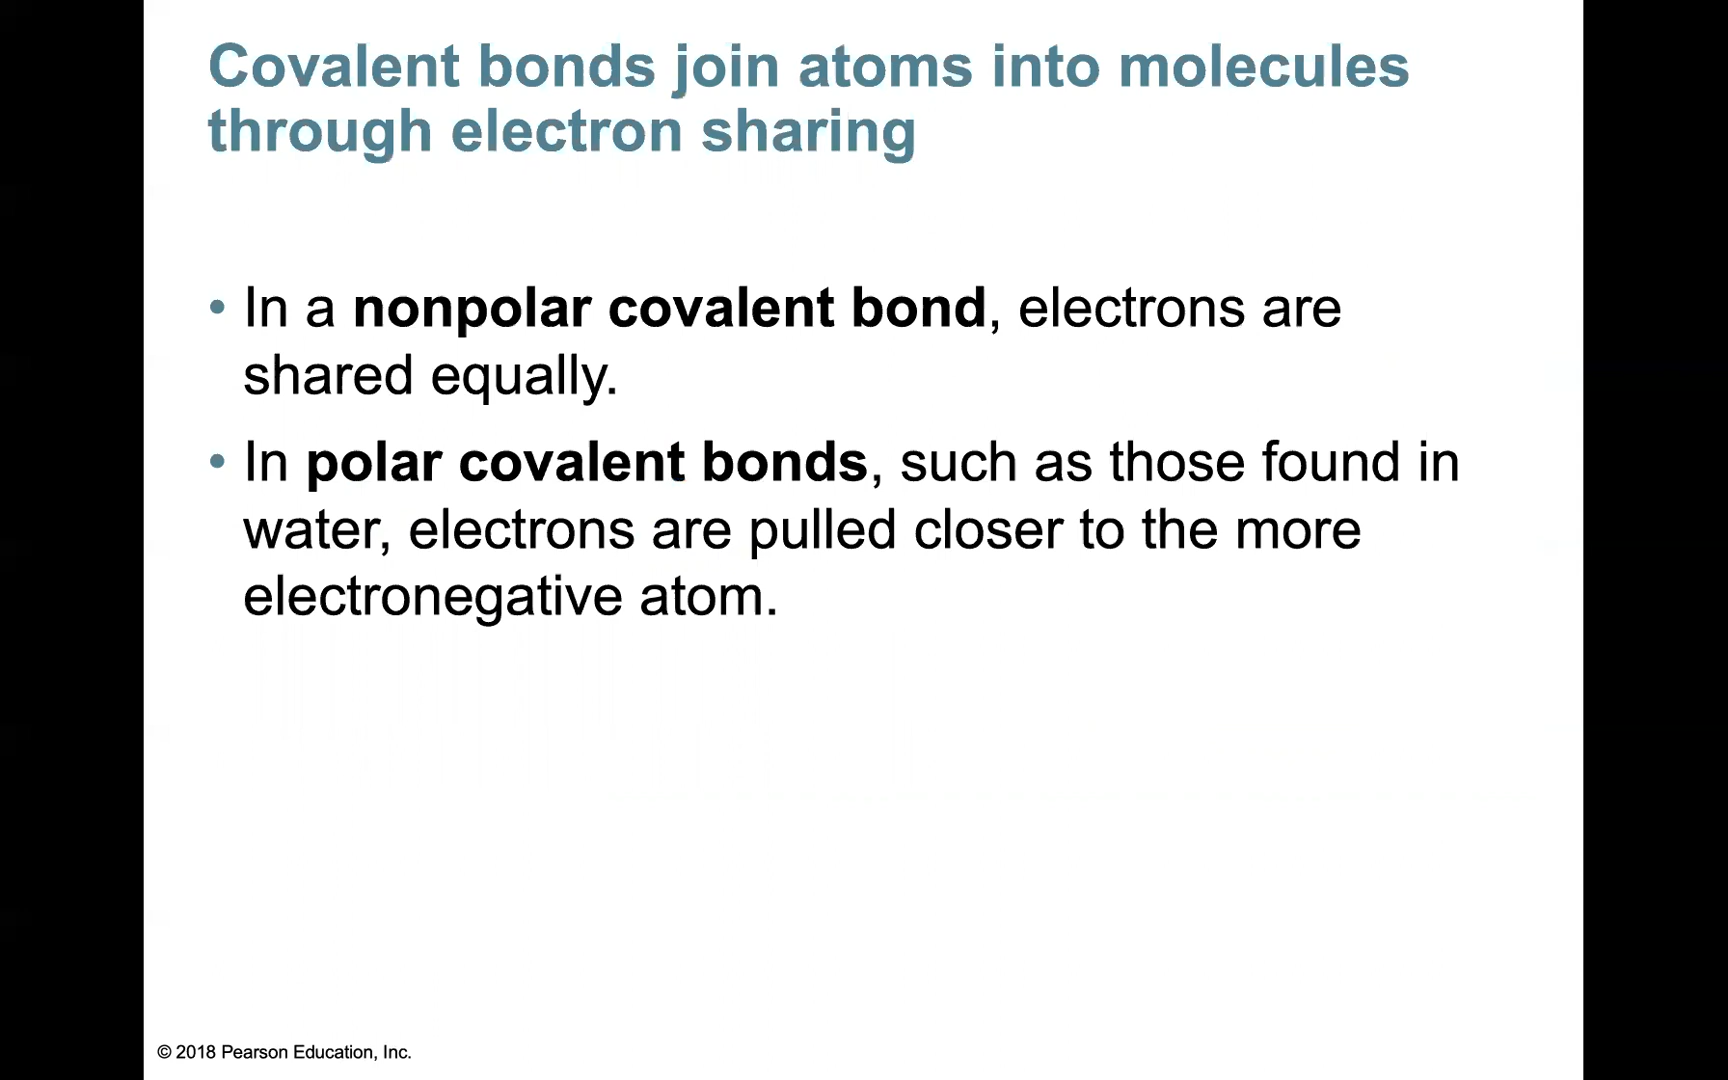 Covalent bonds join atoms into molecules
through electron sharing
• In a nonpolar covalent bond, electrons are
shared equally.
• In polar covalent bonds, such as those found in
water, electrons are pulled closer to the more
electronegative atom.
© 2018 Pearson Education, Inc.